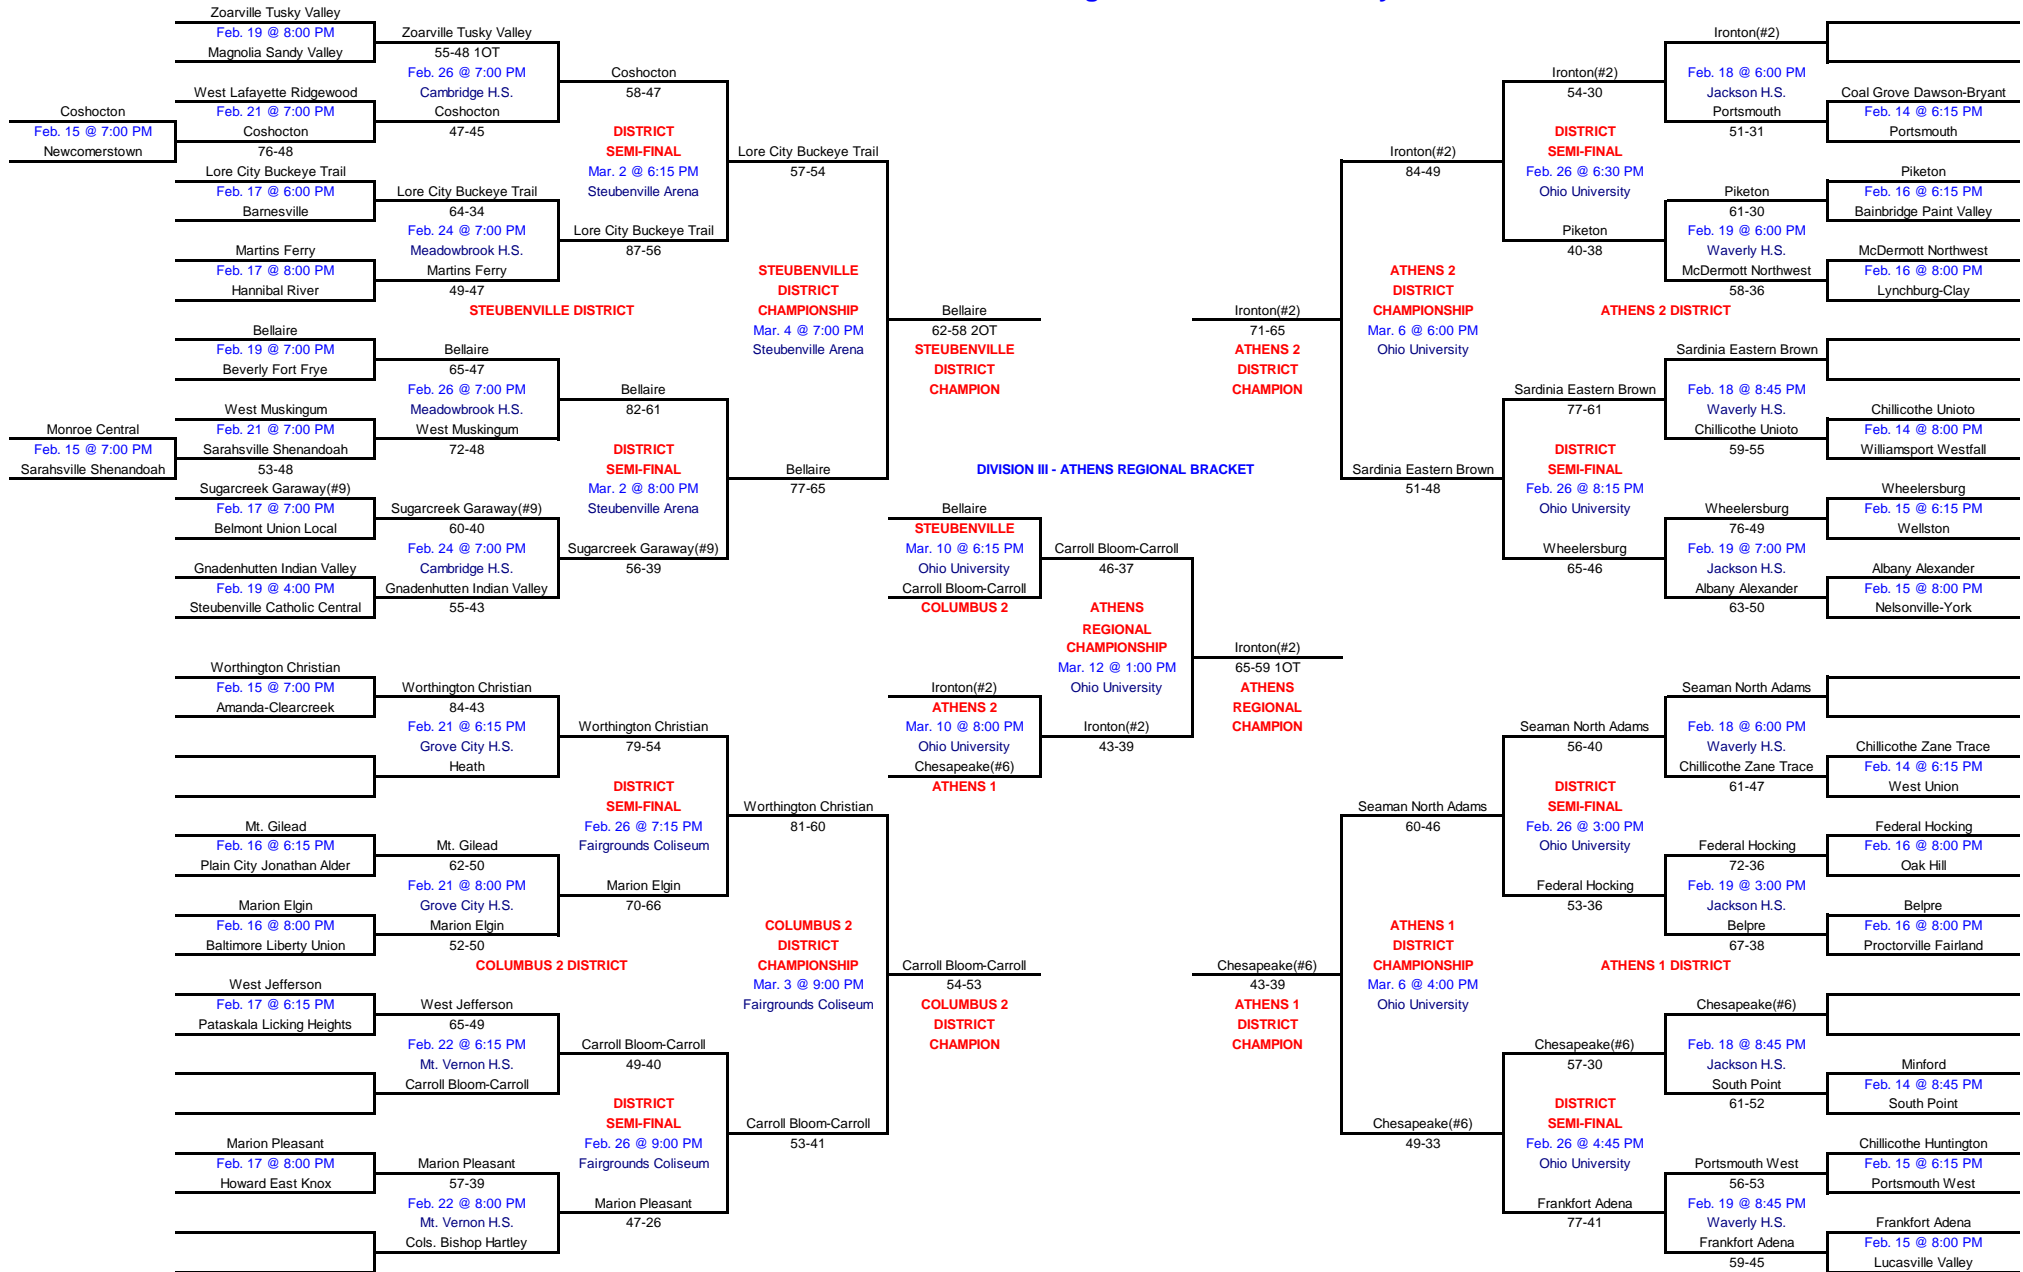 Zoarville Tusky Valley
Feb. 19 @ 8:00 PM
Magnolia Sandy Valley
Zoarville Tusky Valley
55-48 1OT
Feb. 26 @ 7:00 PM
Cambridge H.S.
West Lafayette Ridgewood
Feb. 21 @ 7:00 PM
Coshocton
76-48
Coshocton
Feb. 15 @ 7:00 PM
Newcomerstown
Coshocton
47-45
Coshocton
58-47
DISTRICT
SEMI-FINAL
Mar. 2 @ 6:15 PM
Steubenville Arena
Lore City Buckeye Trail
Feb. 17 @ 6:00 PM
Barnesville
Lore City Buckeye Trail
64-34
Feb. 24 @ 7:00 PM
Meadowbrook H.S.
Martins Ferry
49-47
Martins Ferry
Feb. 17 @ 8:00 PM
Hannibal River
Lore City Buckeye Trail
87-56
Lore City Buckeye Trail
57-54
STEUBENVILLE DISTRICT
STEUBENVILLE
DISTRICT
CHAMPIONSHIP
Mar. 4 @ 7:00 PM
Steubenville Arena
Bellaire
62-58 2OT
STEUBENVILLE
DISTRICT
CHAMPION
Bellaire
Feb. 19 @ 7:00 PM
Beverly Fort Frye
Bellaire
65-47
Feb. 26 @ 7:00 PM
Meadowbrook H.S.
West Muskingum
72-48
West Muskingum
Feb. 21 @ 7:00 PM
Sarahsville Shenandoah
53-48
Monroe Central
Feb. 15 @ 7:00 PM
Sarahsville Shenandoah
Bellaire
82-61
DISTRICT
SEMI-FINAL
Mar. 2 @ 8:00 PM
Steubenville Arena
Bellaire
77-65
Sugarcreek Garaway(#9)
Feb. 17 @ 7:00 PM
Belmont Union Local
Sugarcreek Garaway(#9)
60-40
Feb. 24 @ 7:00 PM
Cambridge H.S.
Gnadenhutten Indian Valley
55-43
Gnadenhutten Indian Valley
Feb. 19 @ 4:00 PM
Steubenville Catholic Central
Sugarcreek Garaway(#9)
56-39
Worthington Christian
Feb. 15 @ 7:00 PM
Amanda-Clearcreek
Worthington Christian
84-43
Feb. 21 @ 6:15 PM
Grove City H.S.
Heath
Worthington Christian
79-54
DISTRICT
SEMI-FINAL
Feb. 26 @ 7:15 PM
Fairgrounds Coliseum
Mt. Gilead
Feb. 16 @ 6:15 PM
Plain City Jonathan Alder
Mt. Gilead
62-50
Feb. 21 @ 8:00 PM
Grove City H.S.
Marion Elgin
52-50
Marion Elgin
Feb. 16 @ 8:00 PM
Baltimore Liberty Union
Marion Elgin
70-66
Worthington Christian
81-60
COLUMBUS 2 DISTRICT
COLUMBUS 2
DISTRICT
CHAMPIONSHIP
Mar. 3 @ 9:00 PM
Fairgrounds Coliseum
Carroll Bloom-Carroll
54-53
COLUMBUS 2
DISTRICT
CHAMPION
West Jefferson
Feb. 17 @ 6:15 PM
Pataskala Licking Heights
West Jefferson
65-49
Feb. 22 @ 6:15 PM
Mt. Vernon H.S.
Carroll Bloom-Carroll
Carroll Bloom-Carroll
49-40
DISTRICT
SEMI-FINAL
Feb. 26 @ 9:00 PM
Fairgrounds Coliseum
Carroll Bloom-Carroll
53-41
Marion Pleasant
Feb. 17 @ 8:00 PM
Howard East Knox
Marion Pleasant
57-39
Feb. 22 @ 8:00 PM
Mt. Vernon H.S.
Cols. Bishop Hartley
Marion Pleasant
47-26
DIVISION III - ATHENS REGIONAL BRACKET
Bellaire
STEUBENVILLE
Mar. 10 @ 6:15 PM
Ohio University
Carroll Bloom-Carroll
COLUMBUS 2
Carroll Bloom-Carroll
46-37
ATHENS
REGIONAL
CHAMPIONSHIP
Mar. 12 @ 1:00 PM
Ohio University
Ironton(#2)
ATHENS 2
Mar. 10 @ 8:00 PM
Ohio University
Chesapeake(#6)
ATHENS 1
Ironton(#2)
43-39
Ironton(#2)
65-59 1OT
ATHENS
REGIONAL
CHAMPION
Ironton(#2)
Feb. 18 @ 6:00 PM
Jackson H.S.
Portsmouth
51-31
Coal Grove Dawson-Bryant
Feb. 14 @ 6:15 PM
Portsmouth
Ironton(#2)
54-30
DISTRICT
SEMI-FINAL
Feb. 26 @ 6:30 PM
Ohio University
Piketon
Feb. 16 @ 6:15 PM
Bainbridge Paint Valley
Piketon
61-30
Feb. 19 @ 6:00 PM
Waverly H.S.
McDermott Northwest
58-36
McDermott Northwest
Feb. 16 @ 8:00 PM
Lynchburg-Clay
Piketon
40-38
Ironton(#2)
84-49
ATHENS 2 DISTRICT
ATHENS 2
DISTRICT
CHAMPIONSHIP
Mar. 6 @ 6:00 PM
Ohio University
Ironton(#2)
71-65
ATHENS 2
DISTRICT
CHAMPION
Sardinia Eastern Brown
Feb. 18 @ 8:45 PM
Waverly H.S.
Chillicothe Unioto
59-55
Chillicothe Unioto
Feb. 14 @ 8:00 PM
Williamsport Westfall
Sardinia Eastern Brown
77-61
DISTRICT
SEMI-FINAL
Feb. 26 @ 8:15 PM
Ohio University
Sardinia Eastern Brown
51-48
Wheelersburg
Feb. 15 @ 6:15 PM
Wellston
Wheelersburg
76-49
Feb. 19 @ 7:00 PM
Jackson H.S.
Albany Alexander
63-50
Albany Alexander
Feb. 15 @ 8:00 PM
Nelsonville-York
Wheelersburg
65-46
Seaman North Adams
Feb. 18 @ 6:00 PM
Waverly H.S.
Chillicothe Zane Trace
61-47
Chillicothe Zane Trace
Feb. 14 @ 6:15 PM
West Union
Seaman North Adams
56-40
DISTRICT
SEMI-FINAL
Feb. 26 @ 3:00 PM
Ohio University
Seaman North Adams
60-46
Federal Hocking
Feb. 16 @ 8:00 PM
Oak Hill
Federal Hocking
72-36
Feb. 19 @ 3:00 PM
Jackson H.S.
Belpre
67-38
Belpre
Feb. 16 @ 8:00 PM
Proctorville Fairland
Federal Hocking
53-36
ATHENS 1 DISTRICT
ATHENS 1
DISTRICT
CHAMPIONSHIP
Mar. 6 @ 4:00 PM
Ohio University
Chesapeake(#6)
43-39
ATHENS 1
DISTRICT
CHAMPION
Chesapeake(#6)
Feb. 18 @ 8:45 PM
Jackson H.S.
South Point
61-52
Minford
Feb. 14 @ 8:45 PM
South Point
Chesapeake(#6)
57-30
DISTRICT
SEMI-FINAL
Feb. 26 @ 4:45 PM
Ohio University
Chesapeake(#6)
49-33
Chillicothe Huntington
Feb. 15 @ 6:15 PM
Portsmouth West
Portsmouth West
56-53
Feb. 19 @ 8:45 PM
Waverly H.S.
Frankfort Adena
59-45
Frankfort Adena
Feb. 15 @ 8:00 PM
Lucasville Valley
Frankfort Adena
77-41